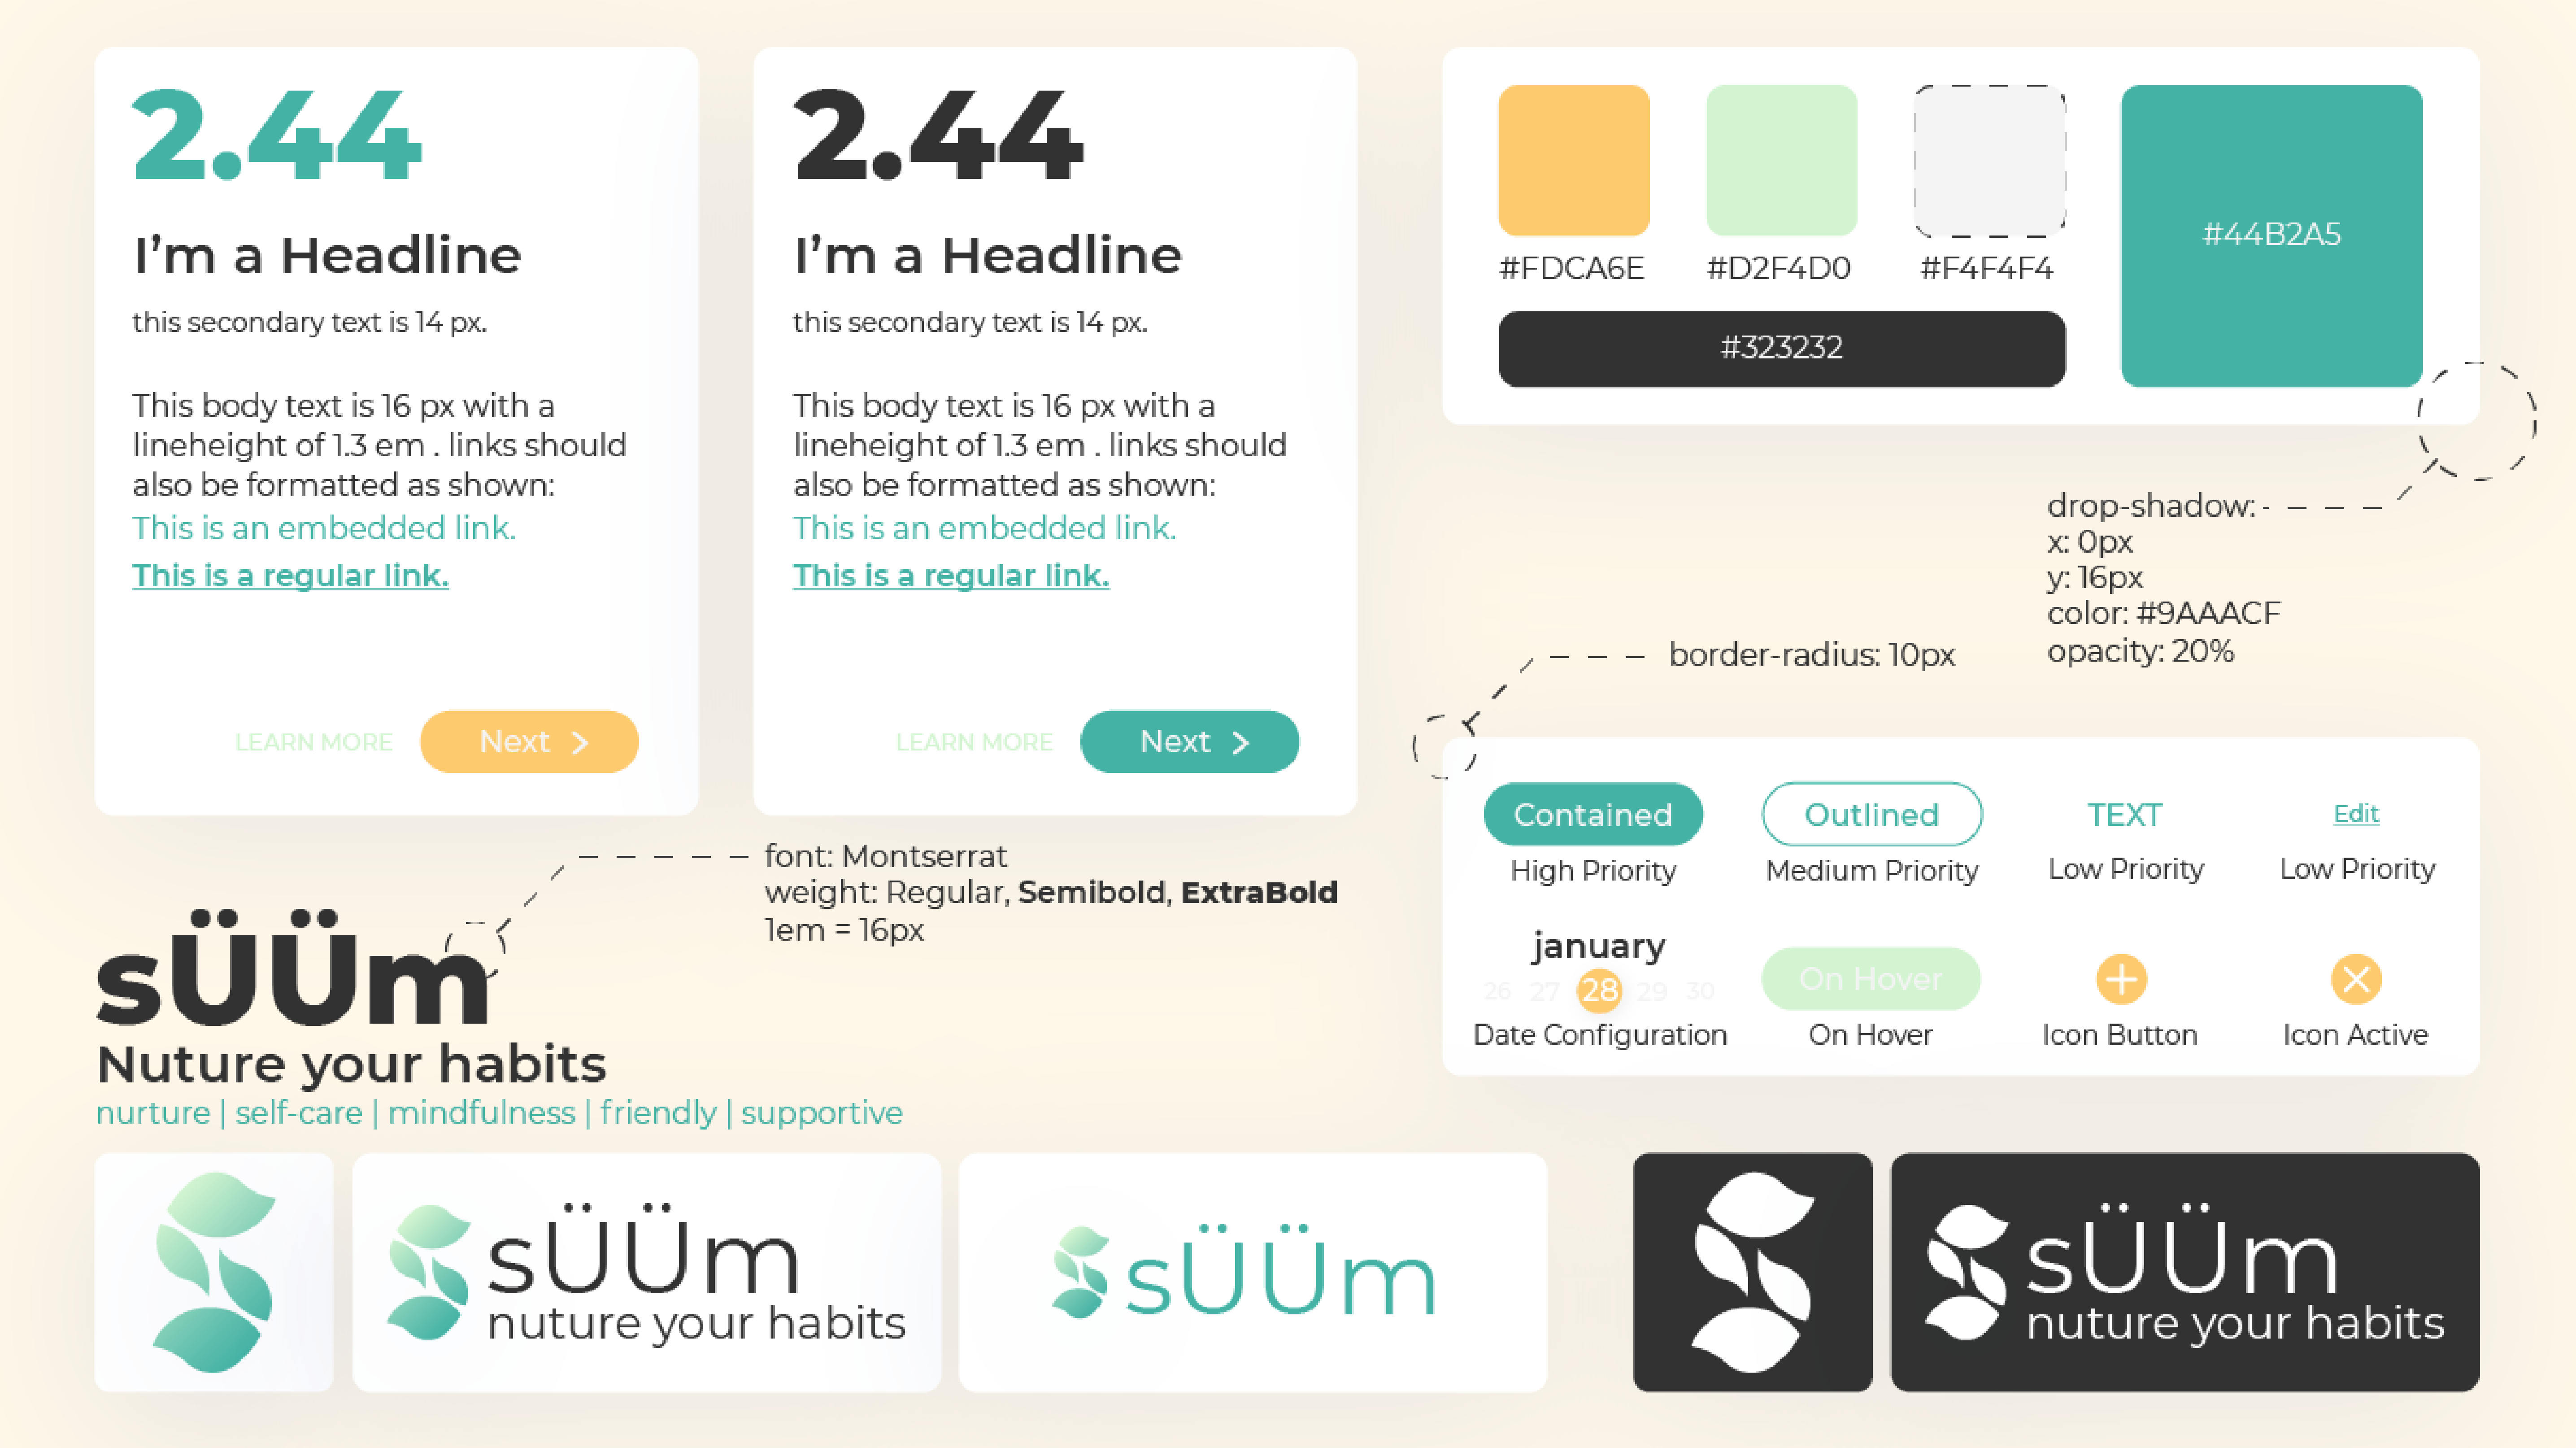 2.44
I'm a Headline
this secondary text is 14 px.
This body text is 16 px with a
lineheight of 1.3 em . links should
also be formatted as shown:
This is an embedded link.
This is a regular link.
LEARN MORE
Next >
2.44
I'm a Headline
this secondary text is 14 px.
This body text is 16 px with a
lineheight of 1.3 em . links should
also be formatted as shown:
This is an embedded link.
This is a regular link.
LEARN MORE
Next >
#FDCA6E
#D2F4D0
#F4F4F4
#323232
#44B2A5
drop-shadow:
x: 0px
y: 16px
color: #9AAACF
opacity: 20%
border-radius: 10px
Contained
High Priority
Outlined
Medium Priority
TEXT
Low Priority
Edit
Low Priority
january
26 27 28 29 30
Date Configuration
On Hover
On Hover
Icon Button
Icon Active
font: Montserrat
weight: Regular, Semibold, ExtraBold
1em = 16px
sÜÜm
Nuture your habits
nurture | self-care | mindfulness | friendly | supportive
sÜÜm
nuture your habits
sÜÜm
sÜÜm
nuture your habits